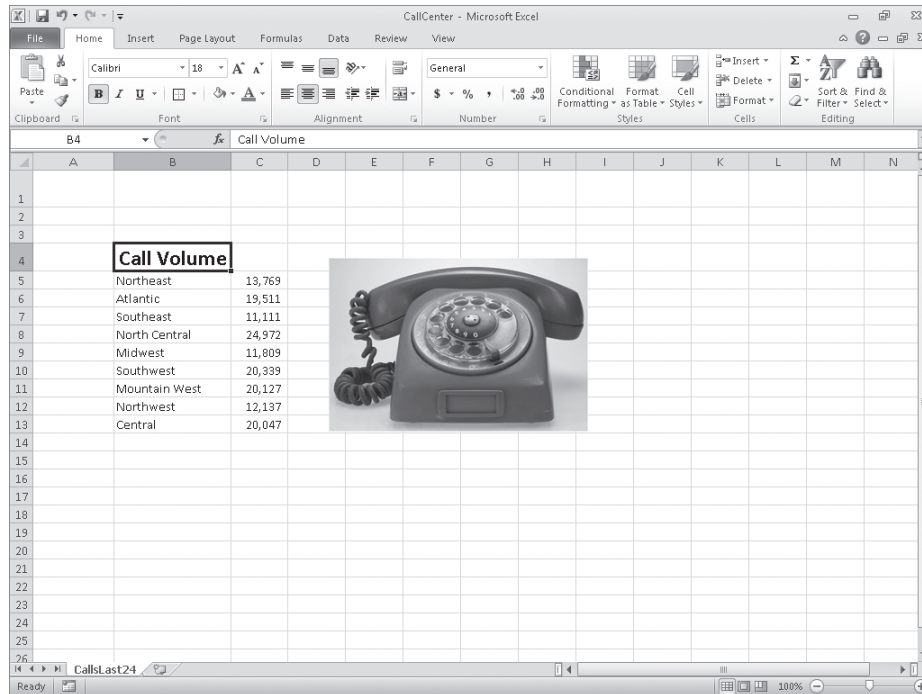 CallCenter - Microsoft Excel
File Home Insert Page Layout Formulas Data Review View
Paste
Calibri 18 A A
B I U A
General
$ % , .00 .00
Conditional Formatting Format as Table Cell Styles
Insert
Delete
Format
Σ
Sort & Filter Find & Select
Clipboard Font Alignment Number Styles Cells Editing
B4 fx Call Volume
A B C D E F G H I J K L M N
1
2
3
4 Call Volume
5 Northeast 13,769
6 Atlantic 19,511
7 Southeast 11,111
8 North Central 24,972
9 Midwest 11,809
10 Southwest 20,339
11 Mountain West 20,127
12 Northwest 12,137
13 Central 20,047
14
15
16
17
18
19
20
21
22
23
24
25
26
CallsLast24
Ready 100%